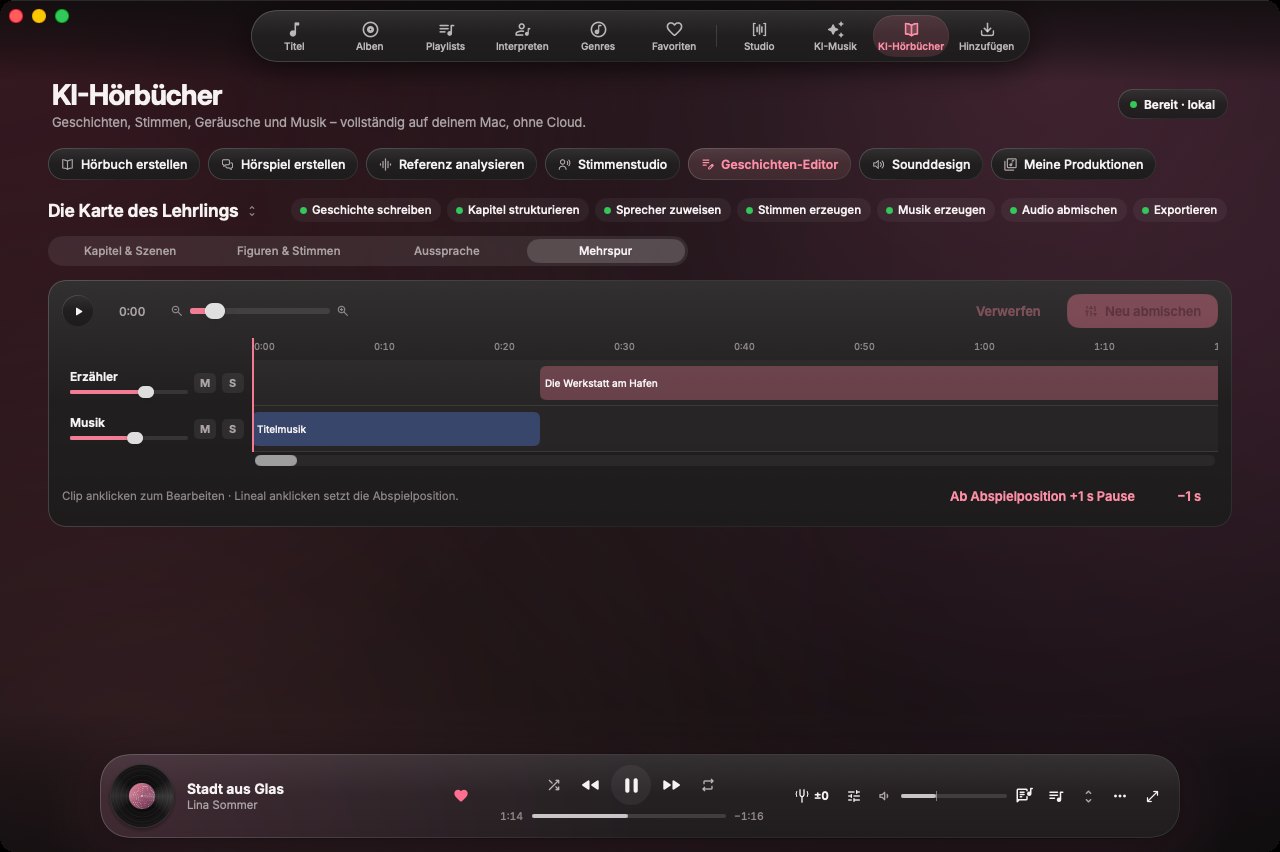 Titel
Alben
Playlists
Interpreten
Genres
Favoriten
Studio
KI-Musik
KI-Hörbücher
Hinzufügen
KI-Hörbücher
Geschichten, Stimmen, Geräusche und Musik – vollständig auf deinem Mac, ohne Cloud.
Bereit · lokal
Hörbuch erstellen
Hörspiel erstellen
Referenz analysieren
Stimmenstudio
Geschichten-Editor
Sounddesign
Meine Produktionen
Die Karte des Lehrlings
Geschichte schreiben
Kapitel strukturieren
Sprecher zuweisen
Stimmen erzeugen
Musik erzeugen
Audio abmischen
Exportieren
Kapitel & Szenen
Figuren & Stimmen
Aussprache
Mehrspur
0:00
Verwerfen
Neu abmischen
0:00
0:10
0:20
0:30
0:40
0:50
1:00
1:10
1
Erzähler
M
S
Die Werkstatt am Hafen
Musik
M
S
Titelmusik
Clip anklicken zum Bearbeiten · Lineal anklicken setzt die Abspielposition.
Ab Abspielposition +1 s Pause
−1 s
Stadt aus Glas
Lina Sommer
1:14
−1:16
±0